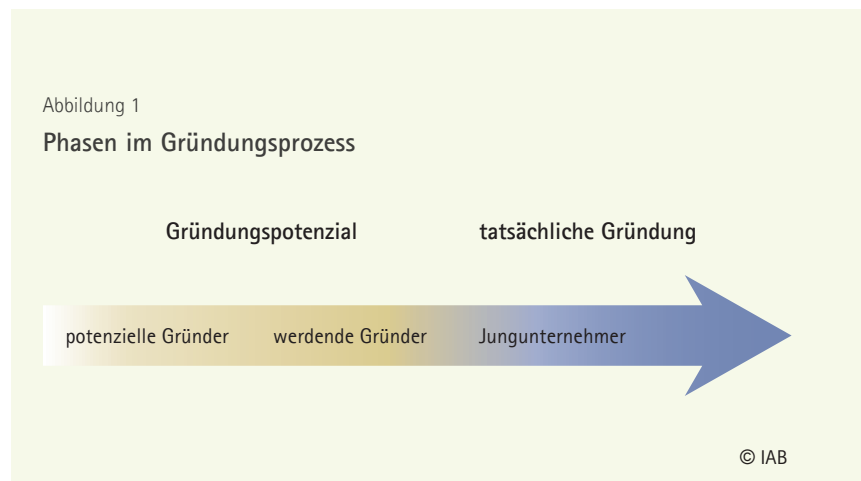 Abbildung 1
Phasen im Gründungsprozess
Gründungspotenzial tatsächliche Gründung
potenzielle Gründer werdende Gründer Jungunternehmer
© IAB